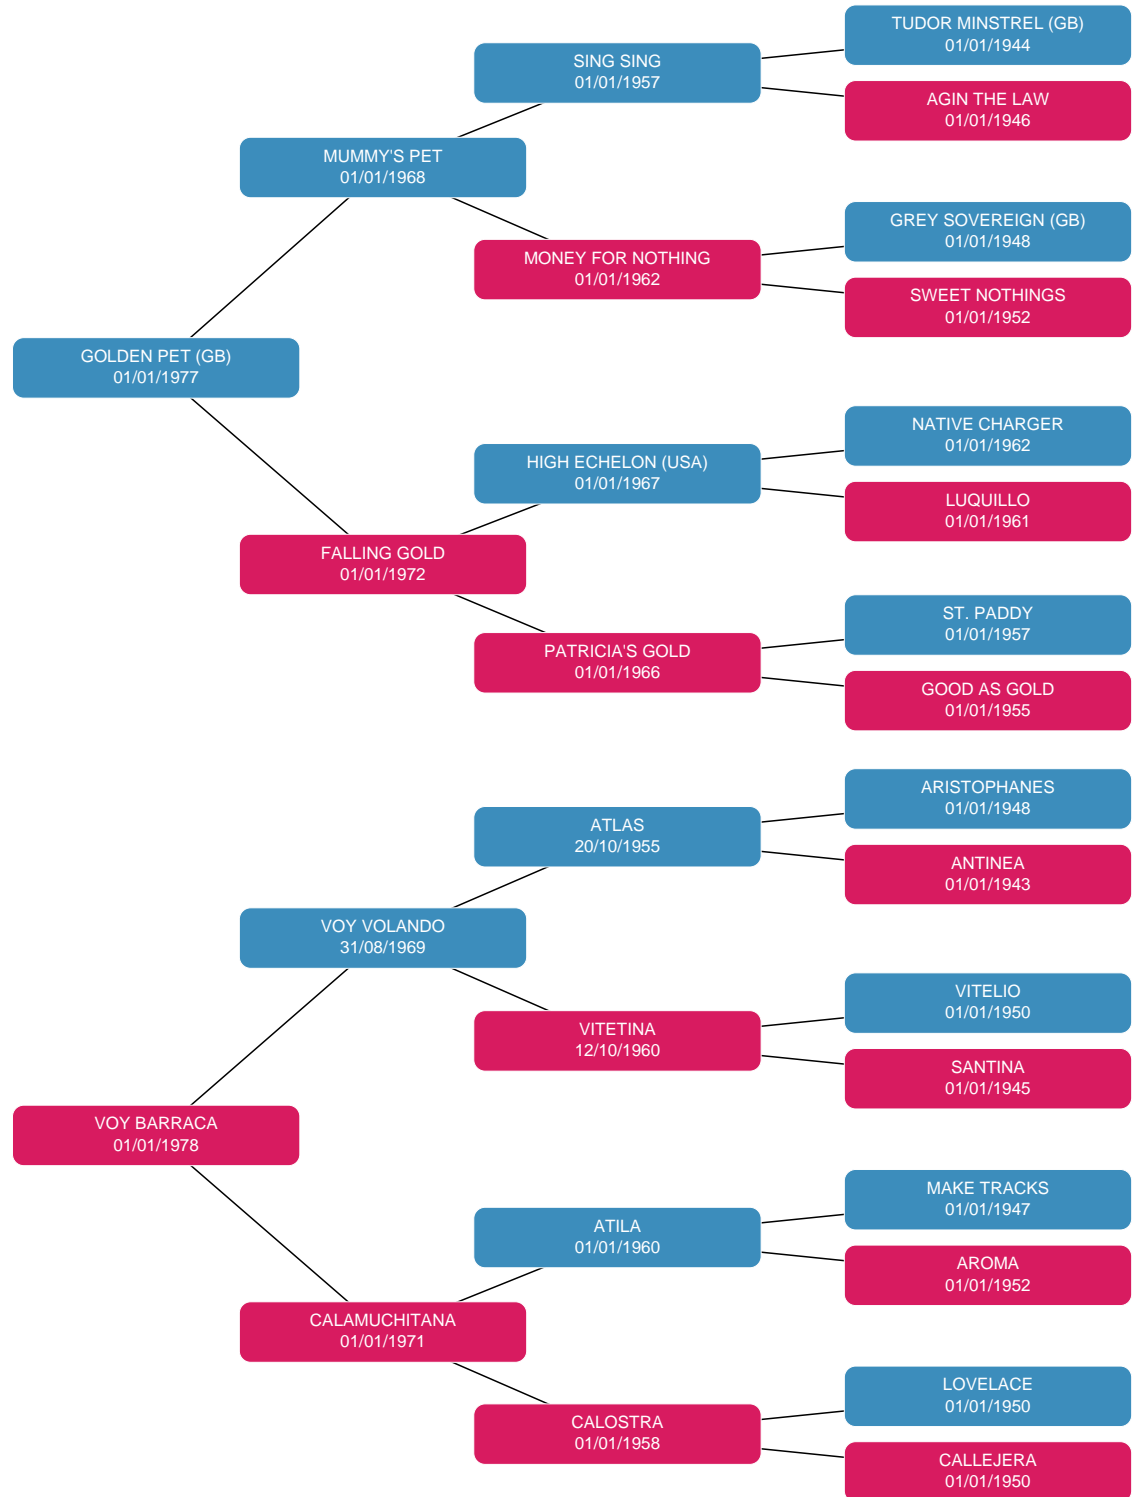 TUDOR MINSTREL (GB)
01/01/1944
SING SING
01/01/1957
AGIN THE LAW
01/01/1946
MUMMY'S PET
01/01/1968
GREY SOVEREIGN (GB)
01/01/1948
MONEY FOR NOTHING
01/01/1962
SWEET NOTHINGS
01/01/1952
GOLDEN PET (GB)
01/01/1977
NATIVE CHARGER
01/01/1962
HIGH ECHELON (USA)
01/01/1967
LUQUILLO
01/01/1961
FALLING GOLD
01/01/1972
ST. PADDY
01/01/1957
PATRICIA'S GOLD
01/01/1966
GOOD AS GOLD
01/01/1955
ARISTOPHANES
01/01/1948
ATLAS
20/10/1955
ANTINEA
01/01/1943
VOY VOLANDO
31/08/1969
VITELIO
01/01/1950
VITETINA
12/10/1960
SANTINA
01/01/1945
VOY BARRACA
01/01/1978
MAKE TRACKS
01/01/1947
ATILA
01/01/1960
AROMA
01/01/1952
CALAMUCHITANA
01/01/1971
LOVELACE
01/01/1950
CALOSTRA
01/01/1958
CALLEJERA
01/01/1950